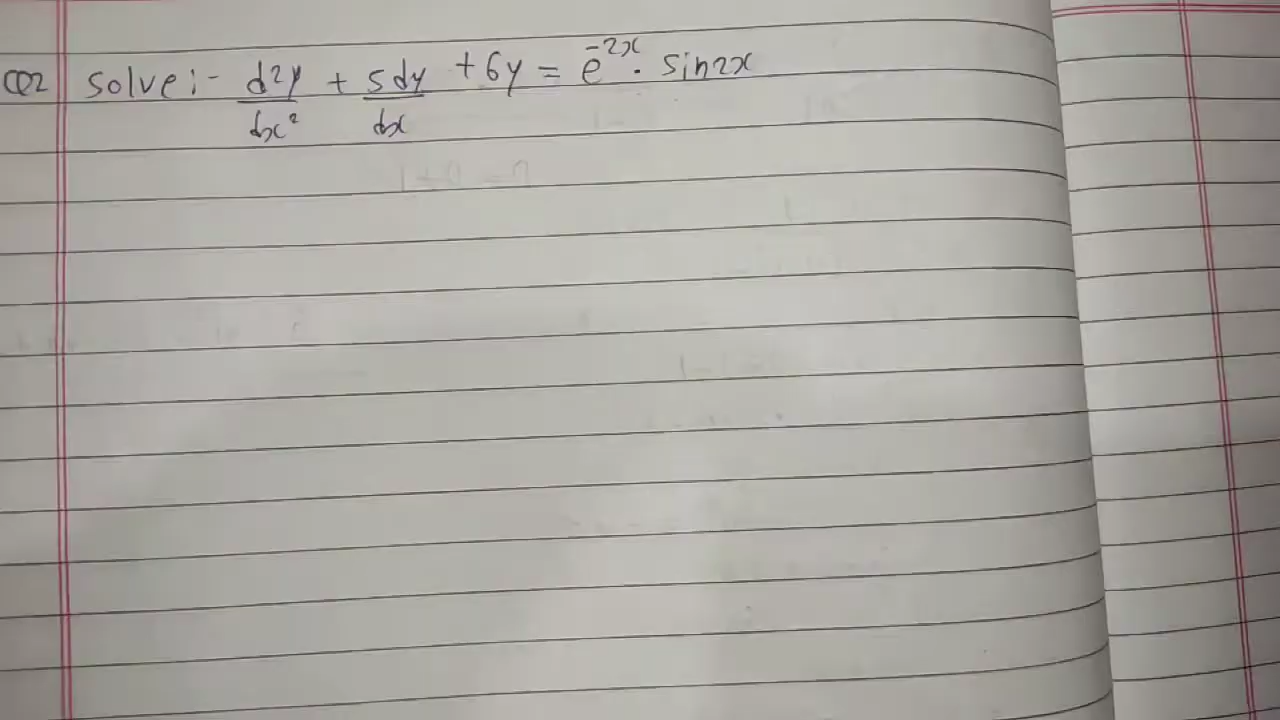 Q2 Solve :- d2y/dx² + 5dy/dx + 6y = e^-2x . sin2x